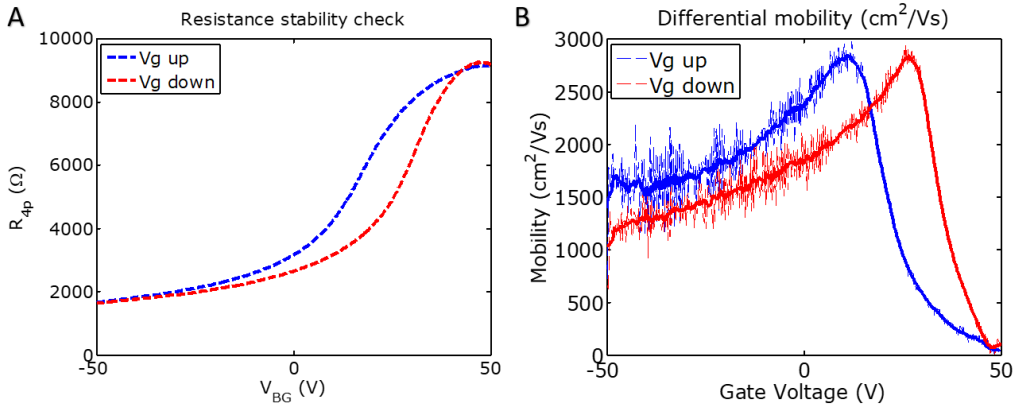 A
Resistance stability check
10000
8000
6000
4000
2000
0
R4p (Ω)
Vg up
Vg down
-50
0
50
VBG (V)
B
Differential mobility (cm²/Vs)
3000
2500
2000
1500
1000
500
0
Mobility (cm²/Vs)
Vg up
Vg down
-50
0
50
Gate Voltage (V)